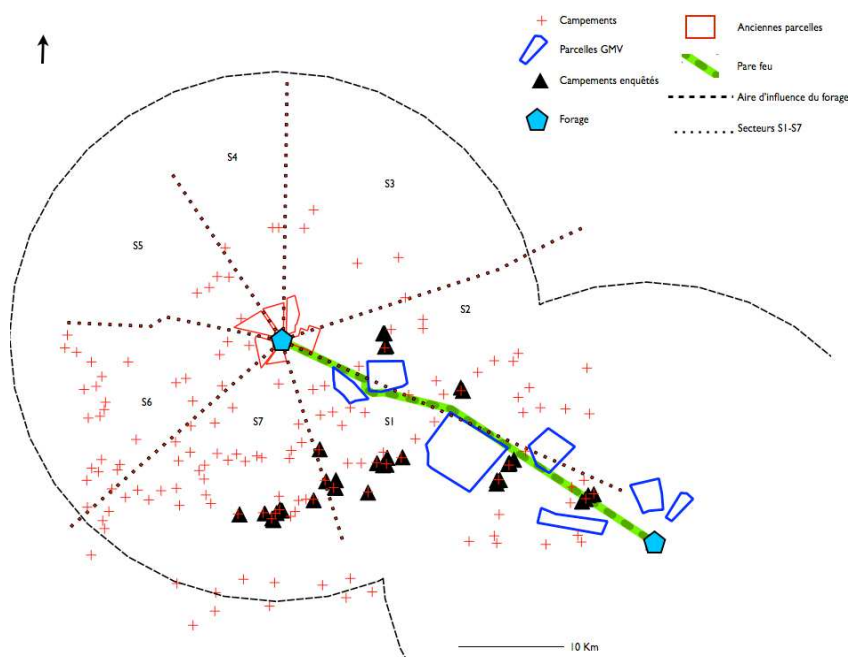 Campements
Parcelles GMV
Campements enquêtés
Forage
Anciennes parcelles
Pare feu
Aire d'influence du forage
Secteurs S1-S7
S4
S3
S5
S2
S6
S7
S1
10 Km